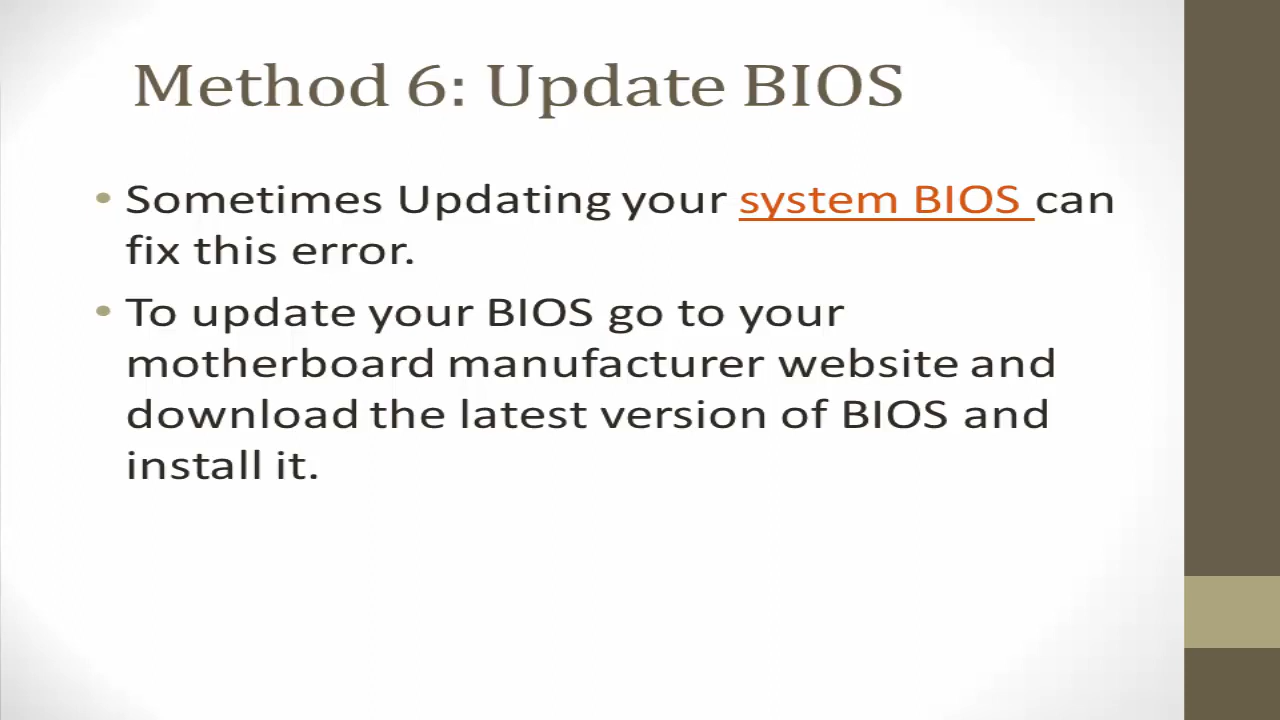 Method 6: Update BIOS
• Sometimes Updating your system BIOS can
fix this error.
• To update your BIOS go to your
motherboard manufacturer website and
download the latest version of BIOS and
install it.